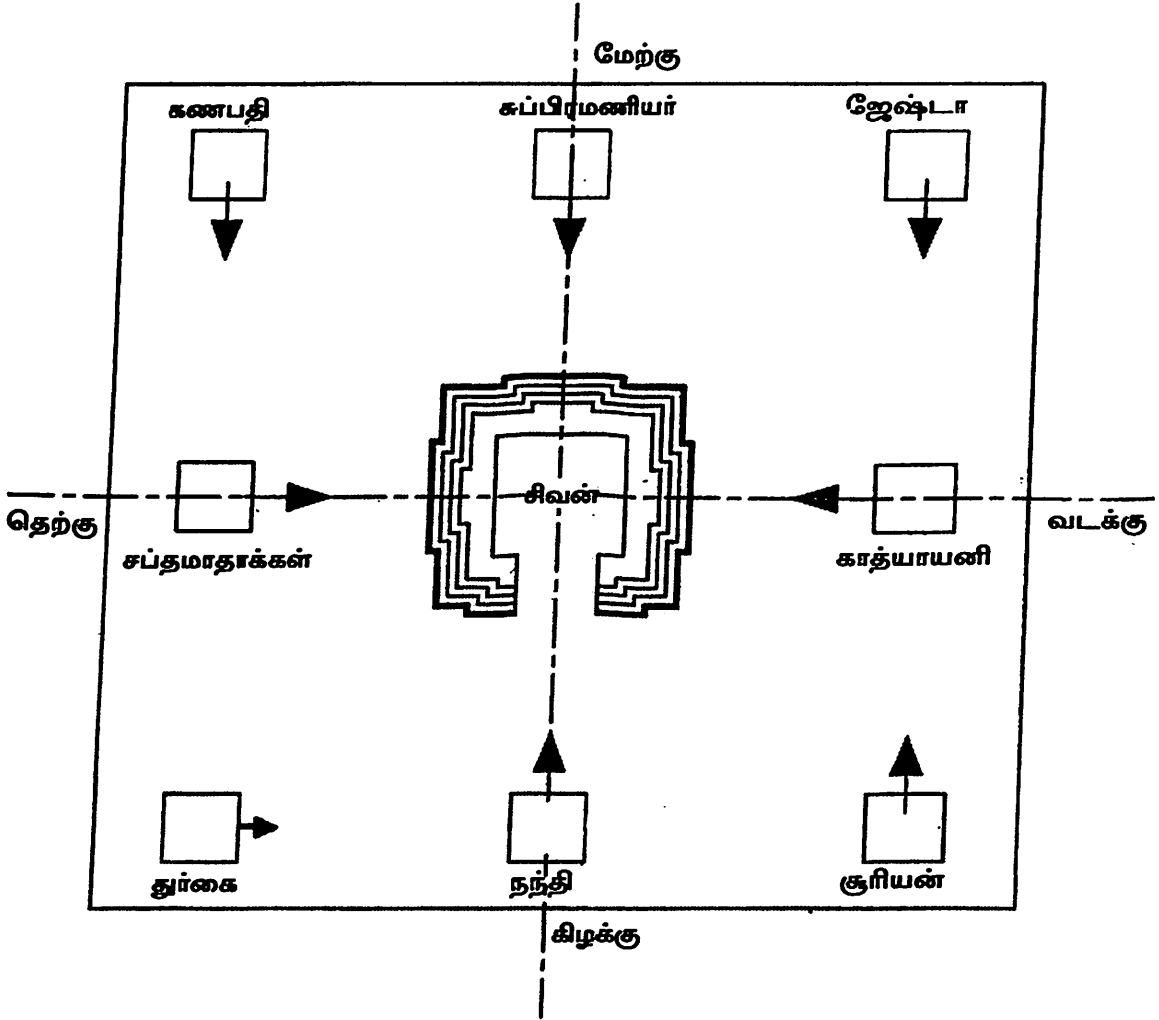 மேற்கு
கணபதி
சுப்பிரமணியர்
ஜேஷ்டா
சிவன்
தெற்கு
வடக்கு
சப்தமாதாக்கள்
காத்யாயனி
துர்கை
நந்தி
சூரியன்
கிழக்கு